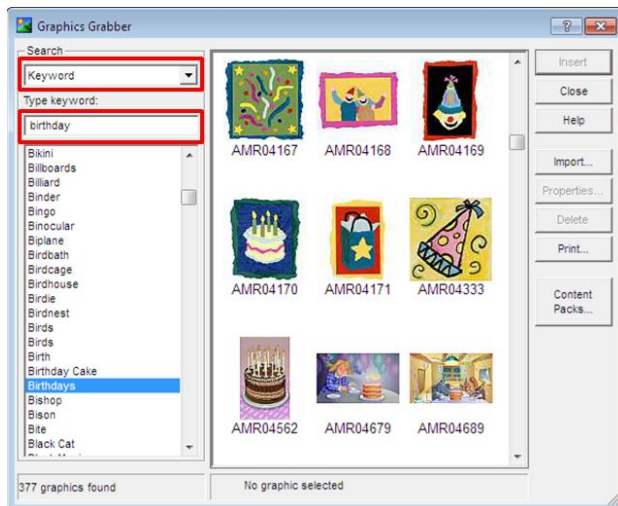 Graphics Grabber
Search
Keyword
Type keyword:
birthday
Bikini
Billboards
Billiard
Binder
Bingo
Binocular
Biplane
Birdbath
Birdcage
Birdhouse
Birdie
Birdnest
Birds
Birds
Birth
Birthday Cake
Birthdays
Bishop
Bison
Bite
Black Cat
377 graphics found
AMR04167 AMR04168 AMR04169
AMR04170 AMR04171 AMR04333
AMR04562 AMR04679 AMR04689
No graphic selected
Insert
Close
Help
Import...
Properties...
Delete
Print...
Content
Packs...